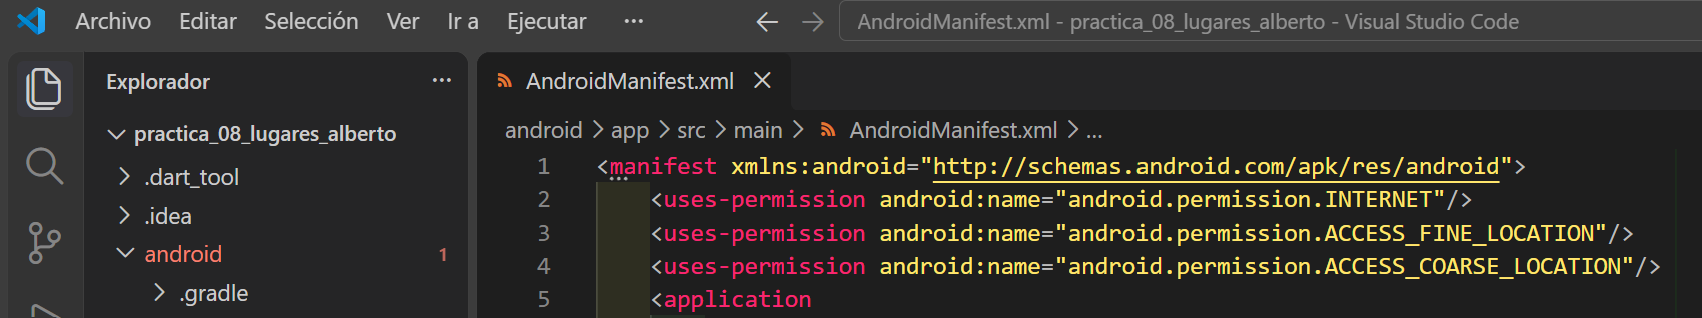 Archivo Editar Selección Ver Ir a Ejecutar ··· AndroidManifest.xml - practica_08_lugares_alberto - Visual Studio Code
Explorador ···
practica_08_lugares_alberto
.dart_tool
.idea
android 1
.gradle
AndroidManifest.xml
android > app > src > main > AndroidManifest.xml > ...
1 <manifest xmlns:android="http://schemas.android.com/apk/res/android">
2 <uses-permission android:name="android.permission.INTERNET"/>
3 <uses-permission android:name="android.permission.ACCESS_FINE_LOCATION"/>
4 <uses-permission android:name="android.permission.ACCESS_COARSE_LOCATION"/>
5 <application